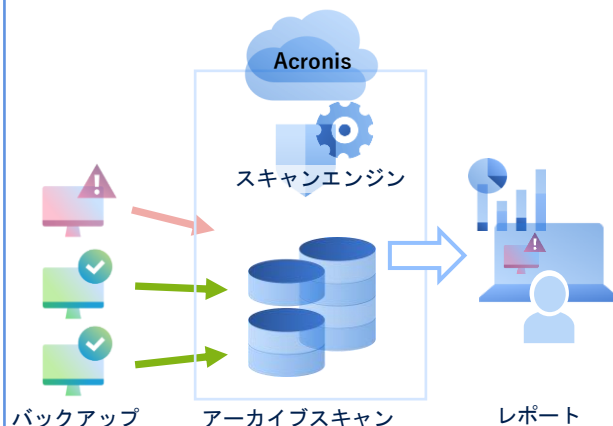 Acronis
スキャンエンジン
バックアップ
アーカイブスキャン
レポート